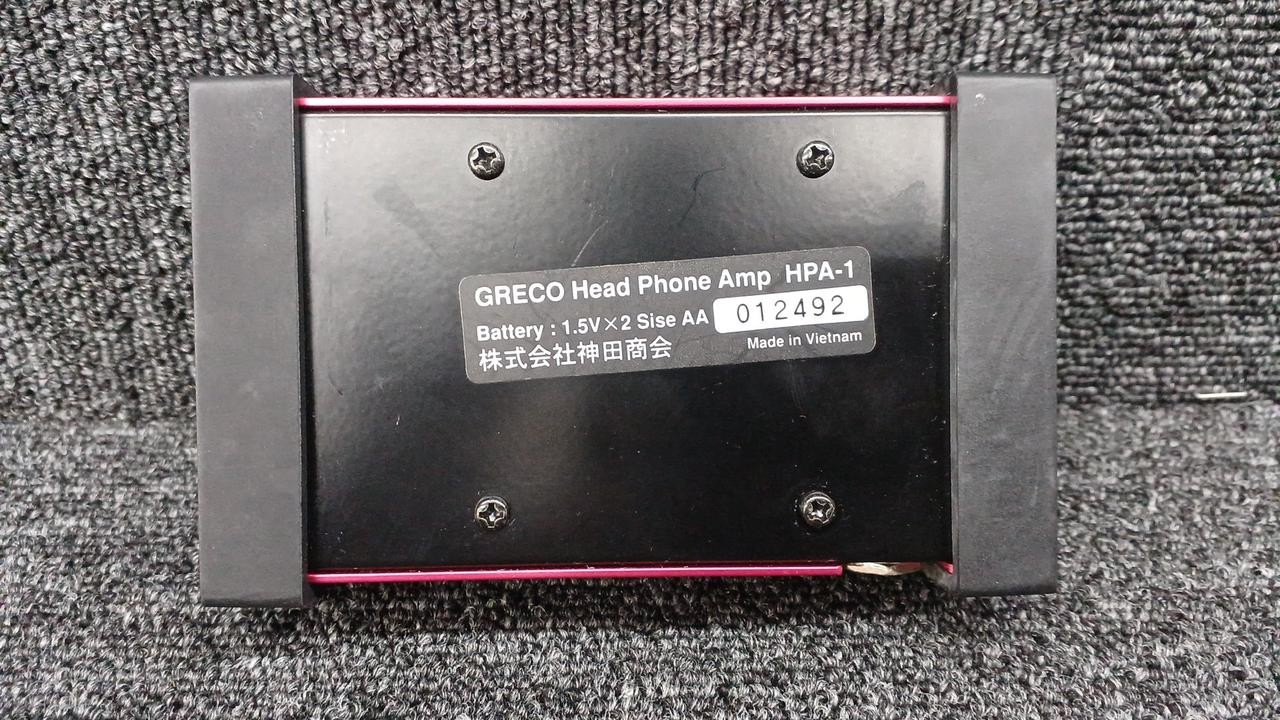 GRECO Head Phone Amp HPA-1
Battery : 1.5V×2 Sise AA 012492
株式会社神田商会 Made in Vietnam